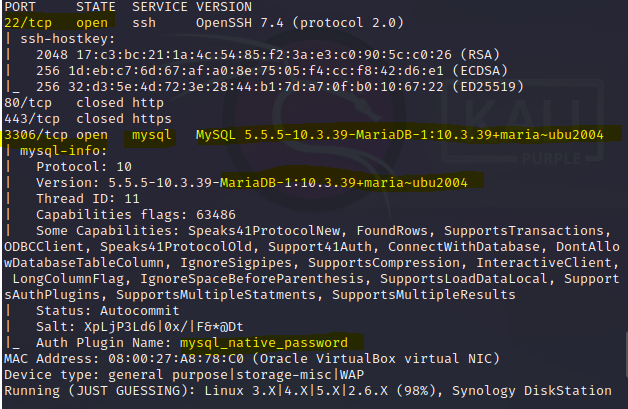 PORT STATE SERVICE VERSION
22/tcp open ssh OpenSSH 7.4 (protocol 2.0)
| ssh-hostkey:
| 2048 17:c3:bc:21:1a:4c:54:85:f2:3a:e3:c0:90:5c:c0:26 (RSA)
| 256 1d:eb:c7:6d:67:af:a0:8e:75:05:f4:cc:f8:42:d6:e1 (ECDSA)
|_ 256 32:d3:5e:4d:72:3e:28:44:b1:7d:a7:0f:b0:10:67:22 (ED25519)
80/tcp closed http
443/tcp closed https
3306/tcp open mysql MySQL 5.5.5-10.3.39-MariaDB-1:10.3.39+maria~ubu2004
| mysql-info:
| Protocol: 10
| Version: 5.5.5-10.3.39-MariaDB-1:10.3.39+maria~ubu2004
| Thread ID: 11
| Capabilities flags: 63486
| Some Capabilities: Speaks41ProtocolNew, FoundRows, SupportsTransactions,
ODBCClient, Speaks41ProtocolOld, Support41Auth, ConnectWithDatabase, DontAllo
wDatabaseTableColumn, IgnoreSigpipes, SupportsCompression, InteractiveClient,
LongColumnFlag, IgnoreSpaceBeforeParenthesis, SupportsLoadDataLocal, Support
sAuthPlugins, SupportsMultipleStatments, SupportsMultipleResults
| Status: Autocommit
| Salt: XpLjP3Ld6|0x/|F&*@Dt
|_ Auth Plugin Name: mysql_native_password
MAC Address: 08:00:27:A8:78:C0 (Oracle VirtualBox virtual NIC)
Device type: general purpose|storage-misc|WAP
Running (JUST GUESSING): Linux 3.X|4.X|5.X|2.6.X (98%), Synology DiskStation
KALI
PURPLE